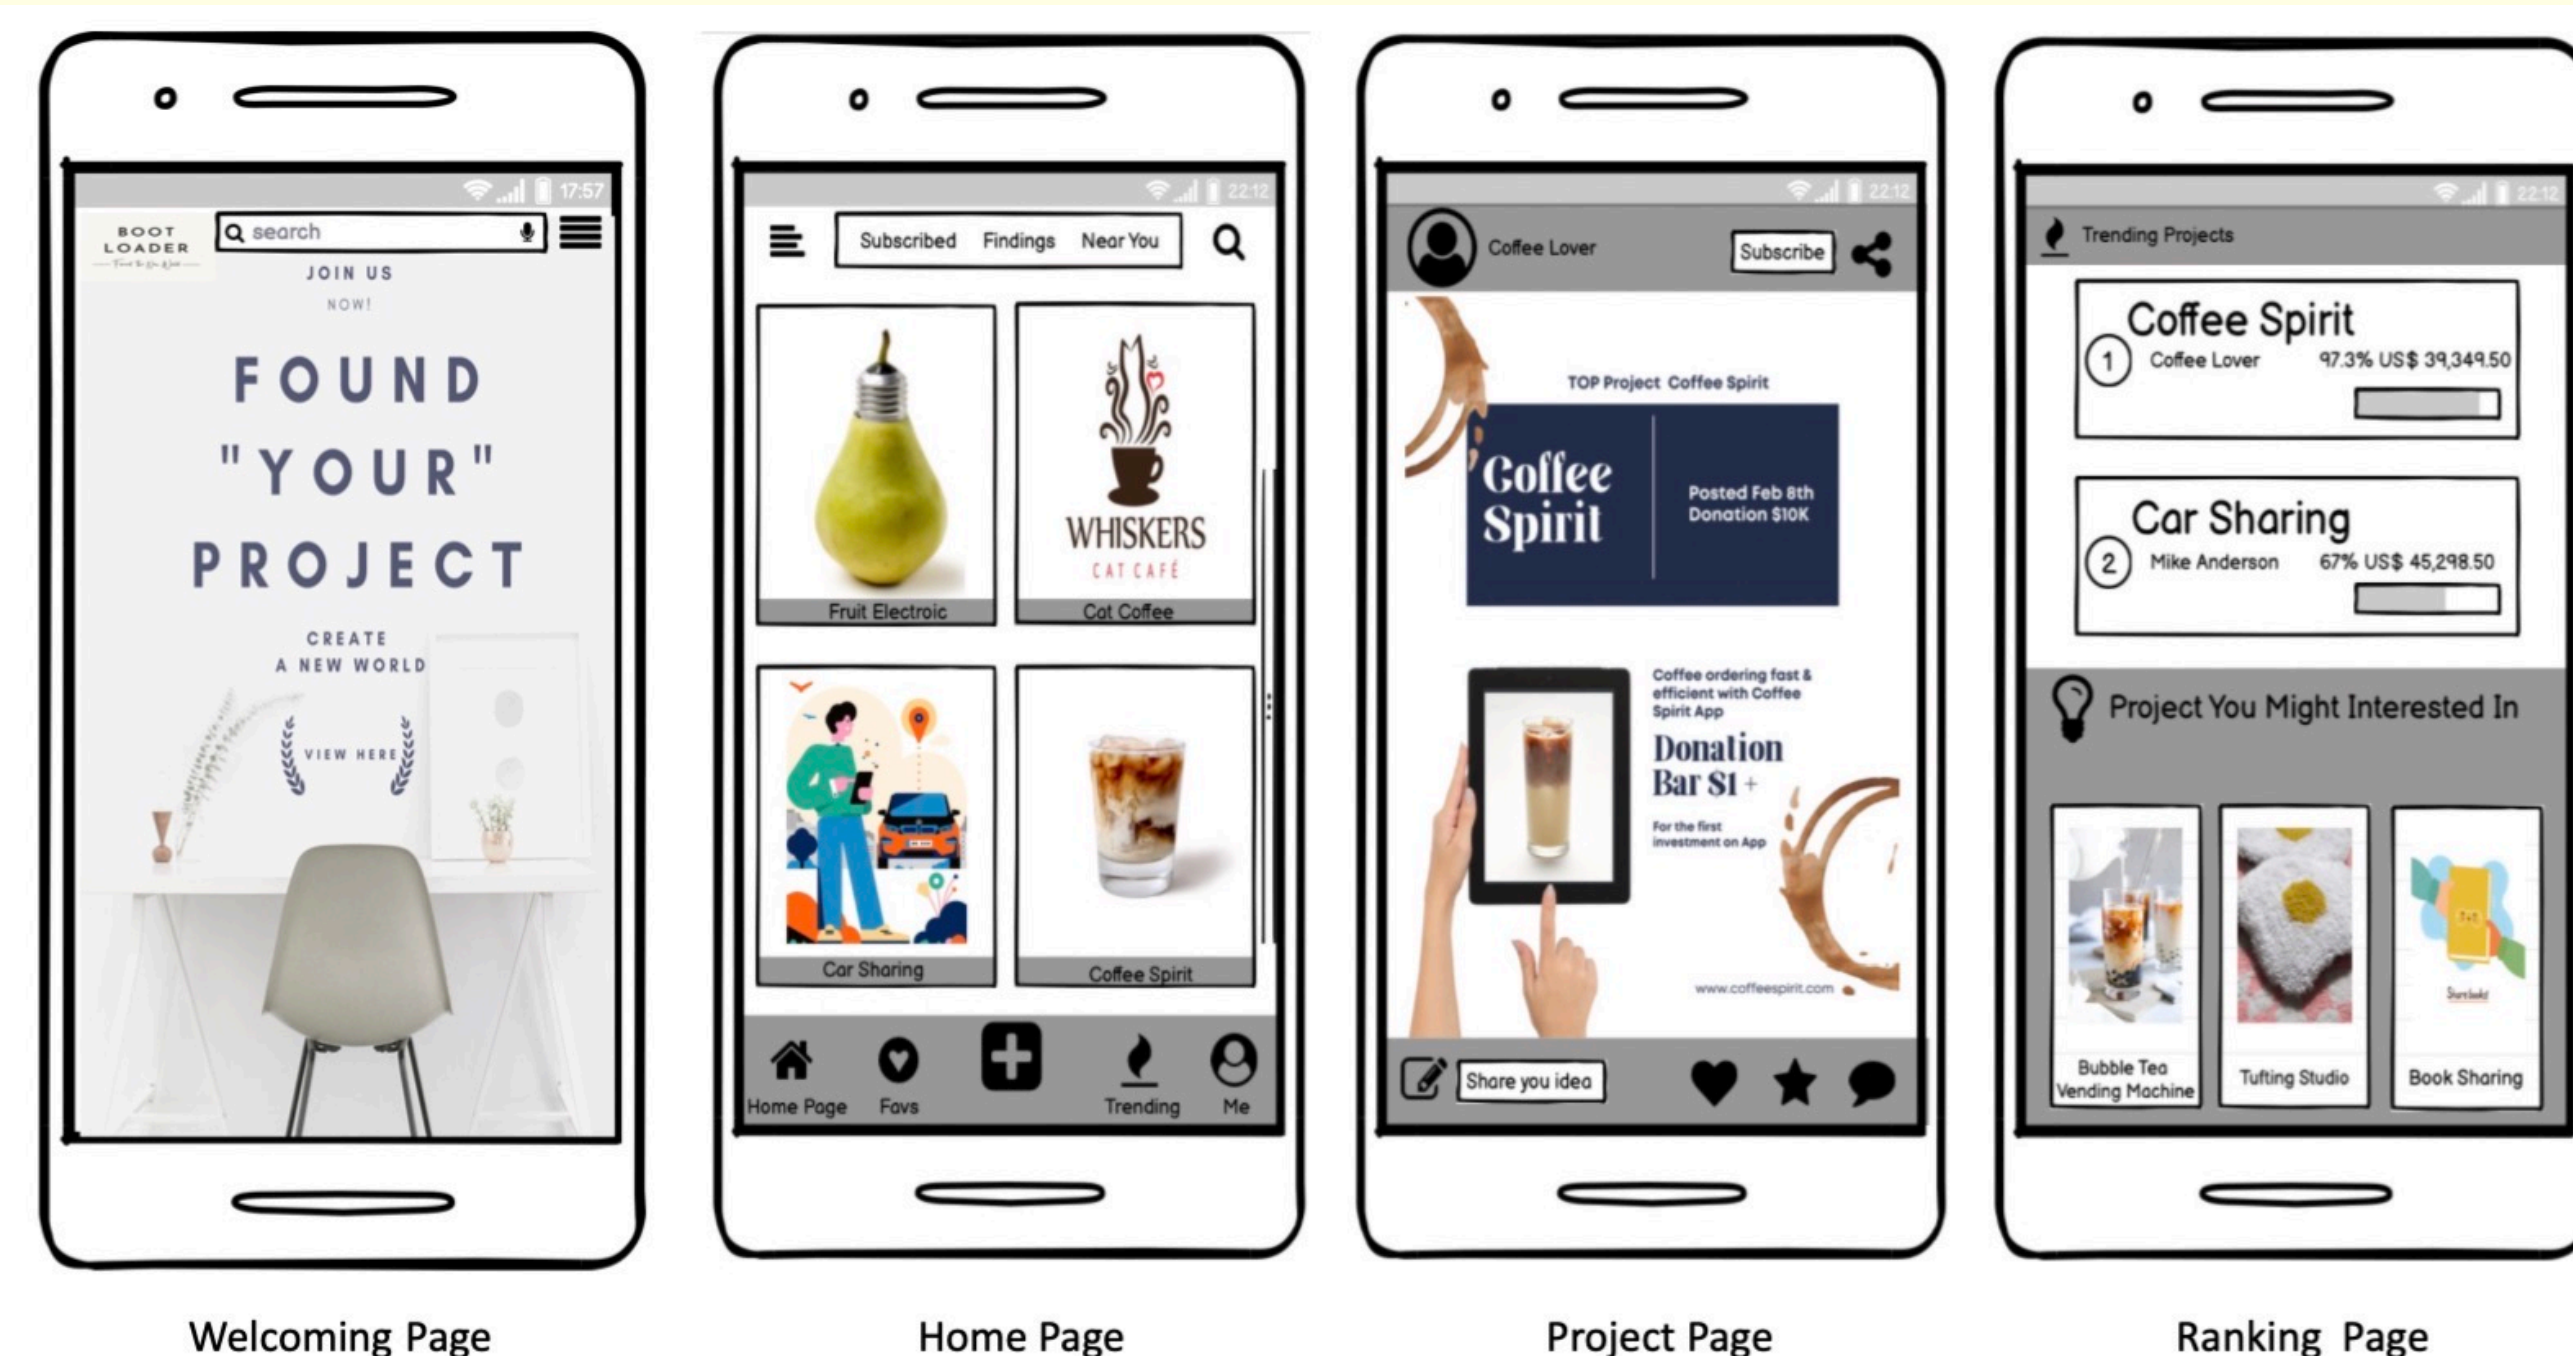 17:57
BOOT
LOADER
search
JOIN US
NOW!
FOUND
"YOUR"
PROJECT
CREATE
A NEW WORLD
VIEW HERE
Welcoming Page
22:12
Subscribed Findings Near You
WHISKERS
CAT CAFÉ
Fruit Electroic
Cat Coffee
Car Sharing
Coffee Spirit
Home Page
Favs
Trending
Me
Home Page
22:12
Coffee Lover
Subscribe
TOP Project Coffee Spirit
Coffee
Spirit
Posted Feb 8th
Donation $10K
Coffee ordering fast &
efficient with Coffee
Spirit App
Donation
Bar $1 +
For the first
investment on App
www.coffeespirit.com
Share you idea
Project Page
22:12
Trending Projects
Coffee Spirit
1
Coffee Lover 97.3% US$ 39,349.50
Car Sharing
2
Mike Anderson 67% US$ 45,298.50
Project You Might Interested In
Bubble Tea
Vending Machine
Tufting Studio
Book Sharing
Ranking Page